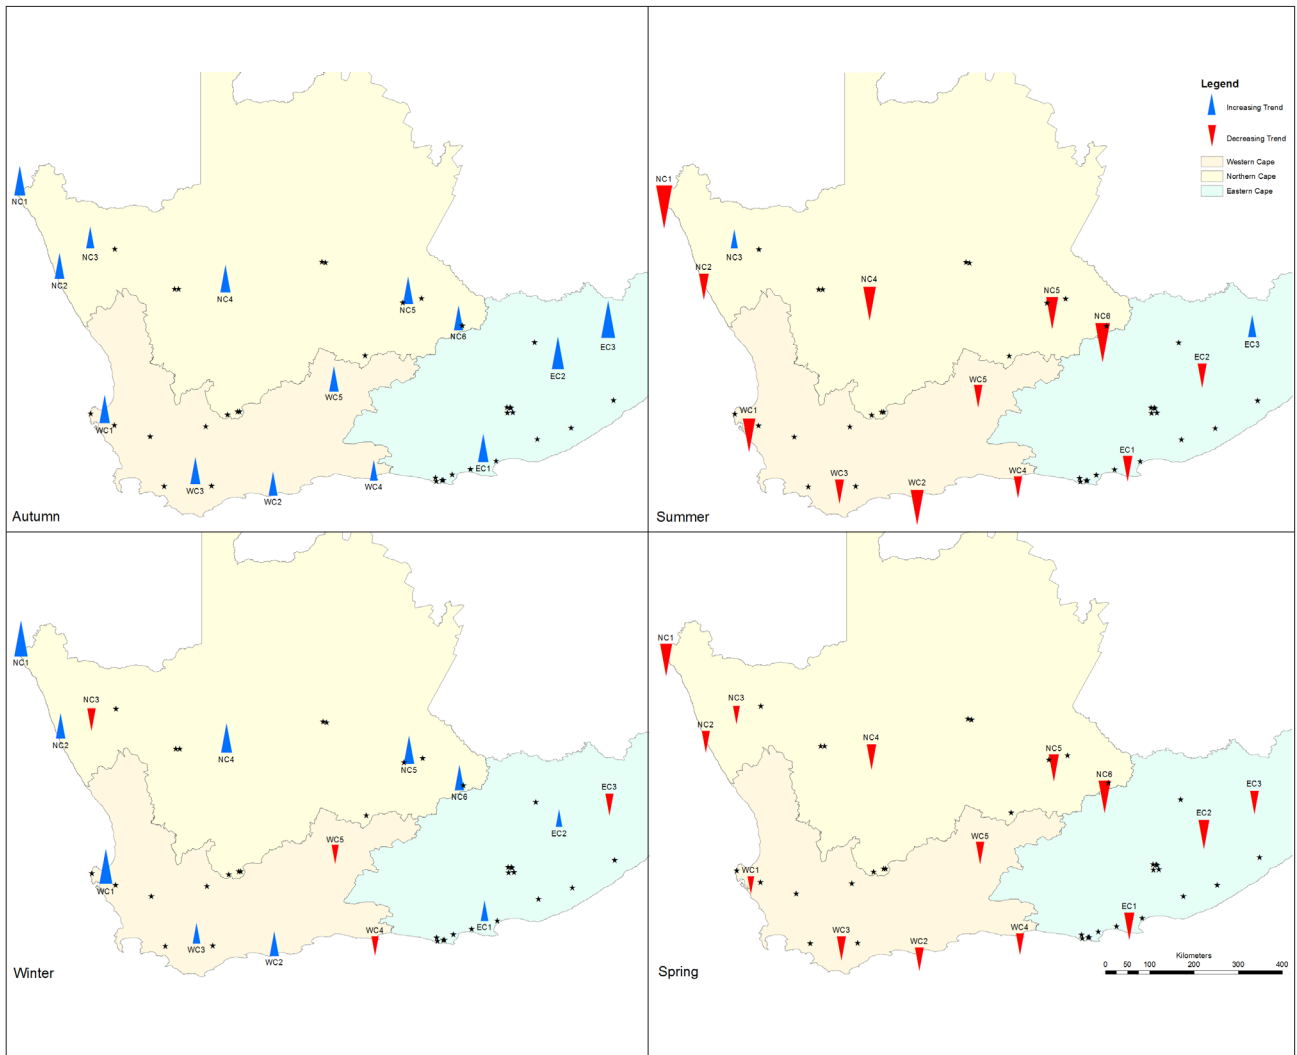 NC1
NC3
NC2
NC4
NC5
NC6
EC3
EC2
WC5
WC1
EC1
WC4
WC3
WC2
Autumn
Legend
Increasing Trend
Decreasing Trend
Western Cape
Northern Cape
Eastern Cape
NC1
NC3
NC2
NC4
NC5
NC6
EC3
EC2
WC5
WC1
EC1
WC4
WC3
WC2
Summer
NC1
NC3
NC2
NC4
NC5
NC6
EC3
EC2
WC5
WC1
EC1
WC4
WC3
WC2
Winter
NC1
NC3
NC2
NC4
NC5
NC6
EC3
EC2
WC5
WC1
EC1
WC4
WC3
WC2
Spring
Kilometers
0 50 100 200 300 400